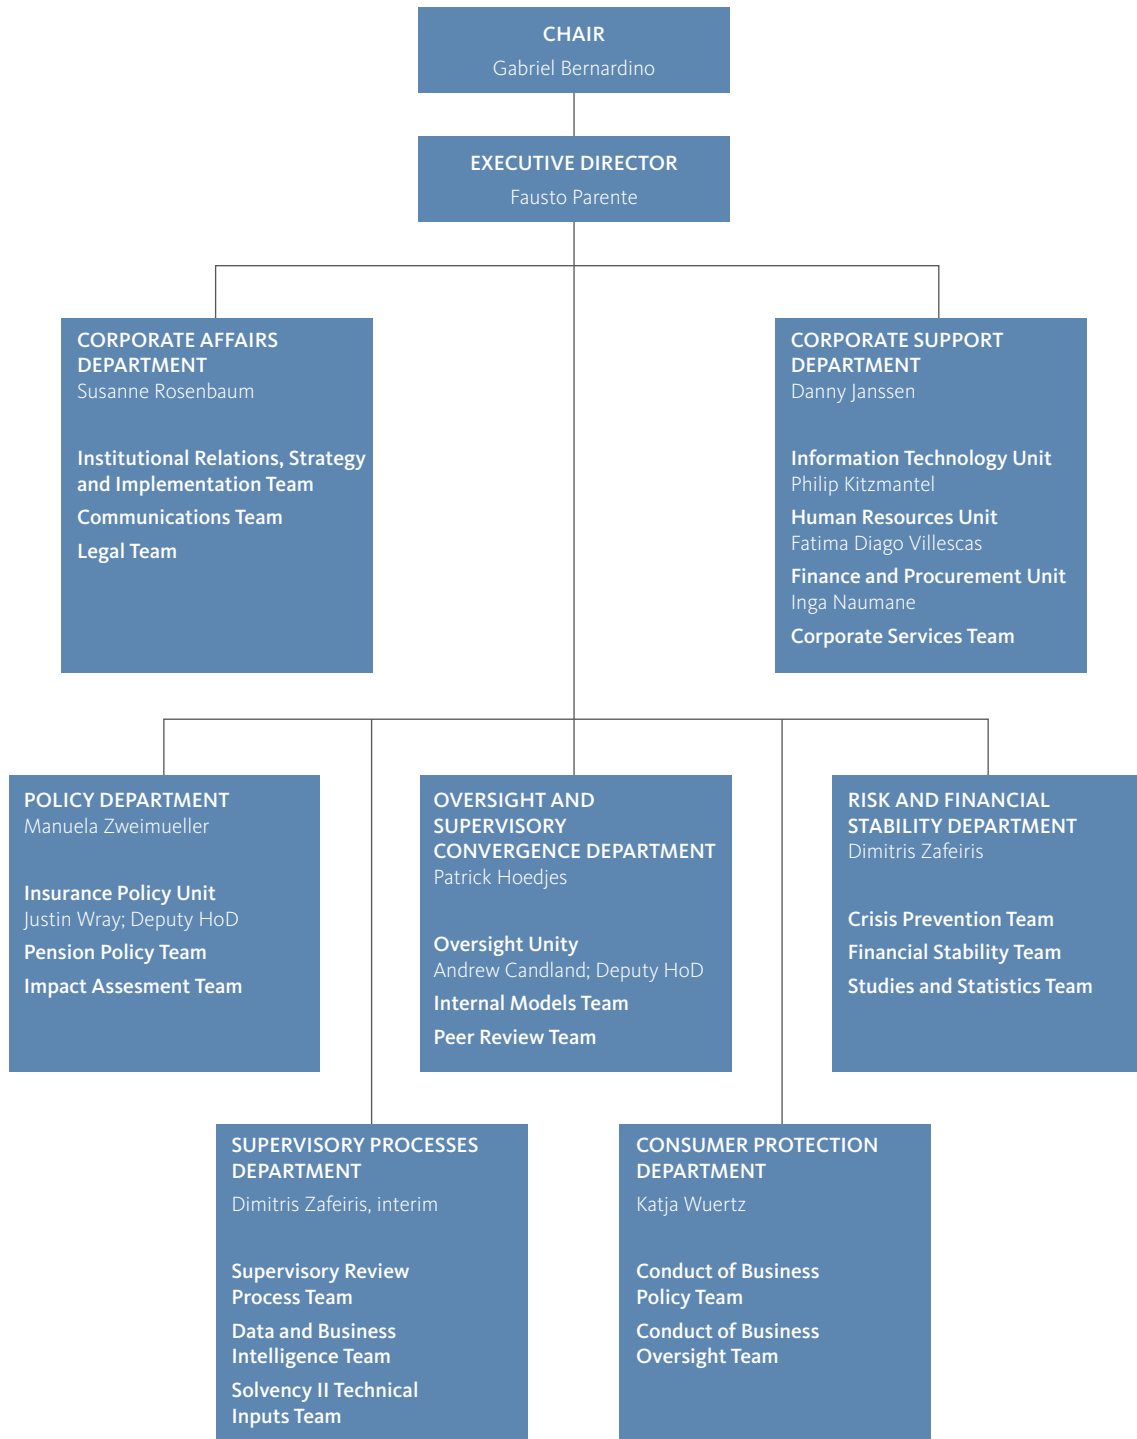 CHAIR
Gabriel Bernardino
EXECUTIVE DIRECTOR
Fausto Parente
CORPORATE AFFAIRS
DEPARTMENT
Susanne Rosenbaum
Institutional Relations, Strategy
and Implementation Team
Communications Team
Legal Team
CORPORATE SUPPORT
DEPARTMENT
Danny Janssen
Information Technology Unit
Philip Kitzmantel
Human Resources Unit
Fatima Diago Villescas
Finance and Procurement Unit
Inga Naumane
Corporate Services Team
POLICY DEPARTMENT
Manuela Zweimueller
Insurance Policy Unit
Justin Wray; Deputy HoD
Pension Policy Team
Impact Assesment Team
OVERSIGHT AND
SUPERVISORY
CONVERGENCE DEPARTMENT
Patrick Hoedjes
Oversight Unity
Andrew Candland; Deputy HoD
Internal Models Team
Peer Review Team
RISK AND FINANCIAL
STABILITY DEPARTMENT
Dimitris Zafeiris
Crisis Prevention Team
Financial Stability Team
Studies and Statistics Team
SUPERVISORY PROCESSES
DEPARTMENT
Dimitris Zafeiris, interim
Supervisory Review
Process Team
Data and Business
Intelligence Team
Solvency II Technical
Inputs Team
CONSUMER PROTECTION
DEPARTMENT
Katja Wuertz
Conduct of Business
Policy Team
Conduct of Business
Oversight Team